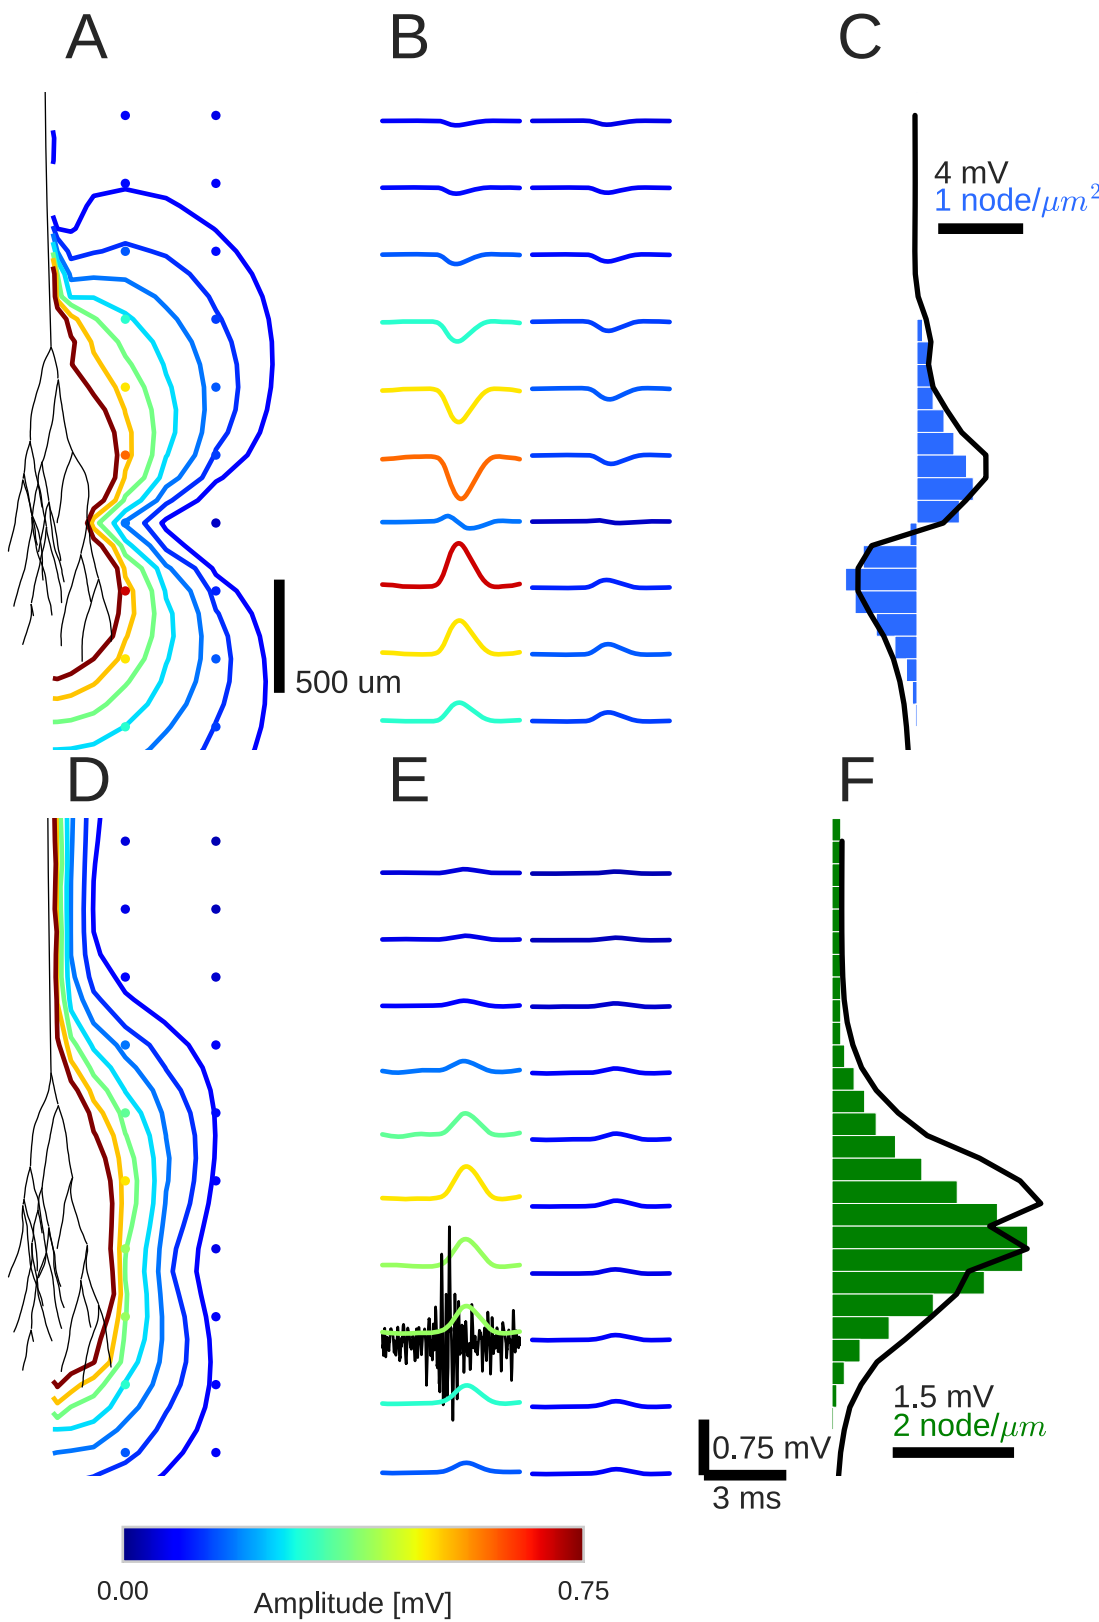 A
B
C
4 mV
1 node/μm²
500 um
D
E
F
1.5 mV
2 node/μm
0.75 mV
3 ms
0.00
0.75
Amplitude [mV]